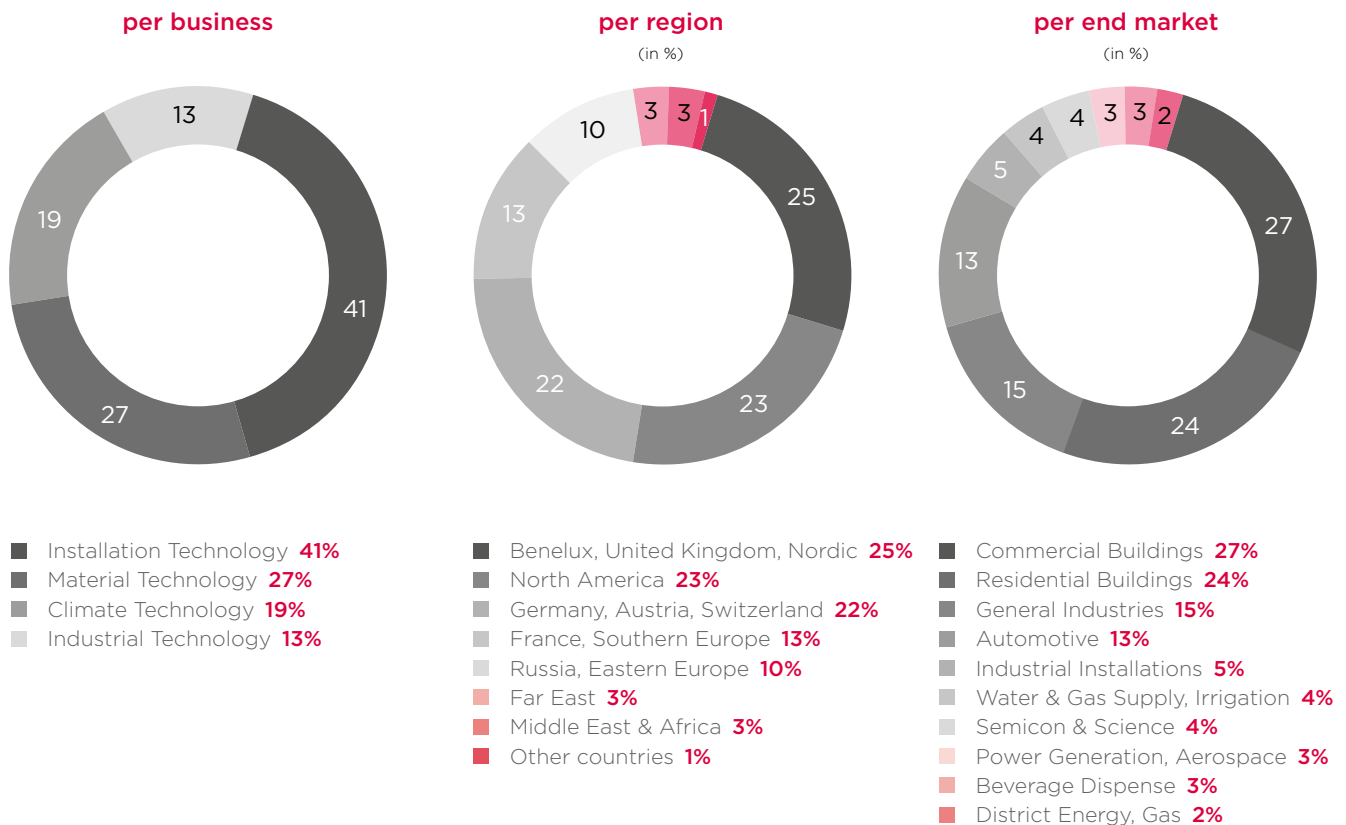 per business
13
19
41
27
Installation Technology 41%
Material Technology 27%
Climate Technology 19%
Industrial Technology 13%
per region
(in %)
3
3
1
10
25
13
22
23
Benelux, United Kingdom, Nordic 25%
North America 23%
Germany, Austria, Switzerland 22%
France, Southern Europe 13%
Russia, Eastern Europe 10%
Far East 3%
Middle East & Africa 3%
Other countries 1%
per end market
(in %)
4
3
3
2
4
5
27
13
15
24
Commercial Buildings 27%
Residential Buildings 24%
General Industries 15%
Automotive 13%
Industrial Installations 5%
Water & Gas Supply, Irrigation 4%
Semicon & Science 4%
Power Generation, Aerospace 3%
Beverage Dispense 3%
District Energy, Gas 2%